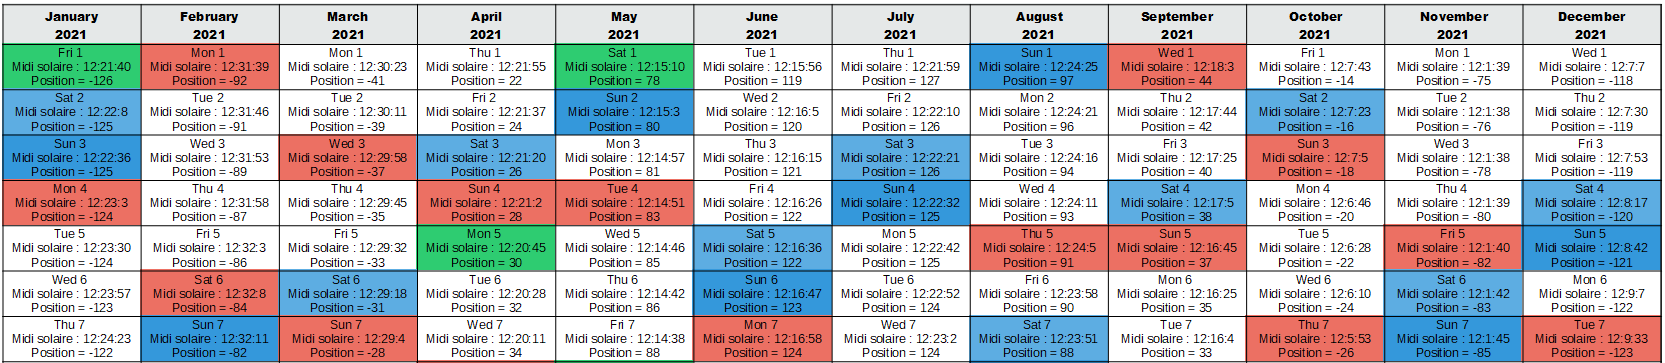 January February March April May June July August September October November December
2021 2021 2021 2021 2021 2021 2021 2021 2021 2021 2021 2021
Fri 1 Mon 1 Mon 1 Thu 1 Sat 1 Tue 1 Thu 1 Sun 1 Wed 1 Fri 1 Mon 1 Wed 1
Midi solaire : 12:21:40 Midi solaire : 12:31:39 Midi solaire : 12:30:23 Midi solaire : 12:21:55 Midi solaire : 12:15:10 Midi solaire : 12:15:56 Midi solaire : 12:21:59 Midi solaire : 12:24:25 Midi solaire : 12:18:3 Midi solaire : 12:7:43 Midi solaire : 12:1:39 Midi solaire : 12:7:7
Position = -126 Position = -92 Position = -41 Position = 22 Position = 78 Position = 119 Position = 127 Position = 97 Position = 44 Position = -14 Position = -75 Position = -118
Sat 2 Tue 2 Tue 2 Fri 2 Sun 2 Wed 2 Fri 2 Mon 2 Thu 2 Sat 2 Tue 2 Thu 2
Midi solaire : 12:22:8 Midi solaire : 12:31:46 Midi solaire : 12:30:11 Midi solaire : 12:21:37 Midi solaire : 12:15:3 Midi solaire : 12:16:5 Midi solaire : 12:22:10 Midi solaire : 12:24:21 Midi solaire : 12:17:44 Midi solaire : 12:7:23 Midi solaire : 12:1:38 Midi solaire : 12:7:30
Position = -125 Position = -91 Position = -39 Position = 24 Position = 80 Position = 120 Position = 126 Position = 96 Position = 42 Position = -16 Position = -76 Position = -119
Sun 3 Wed 3 Wed 3 Sat 3 Mon 3 Thu 3 Sat 3 Tue 3 Fri 3 Sun 3 Wed 3 Fri 3
Midi solaire : 12:22:36 Midi solaire : 12:31:53 Midi solaire : 12:29:58 Midi solaire : 12:21:20 Midi solaire : 12:14:57 Midi solaire : 12:16:15 Midi solaire : 12:22:21 Midi solaire : 12:24:16 Midi solaire : 12:17:25 Midi solaire : 12:7:5 Midi solaire : 12:1:38 Midi solaire : 12:7:53
Position = -125 Position = -89 Position = -37 Position = 26 Position = 81 Position = 121 Position = 126 Position = 94 Position = 40 Position = -18 Position = -78 Position = -119
Mon 4 Thu 4 Thu 4 Sun 4 Tue 4 Fri 4 Sun 4 Wed 4 Sat 4 Mon 4 Thu 4 Sat 4
Midi solaire : 12:23:3 Midi solaire : 12:31:58 Midi solaire : 12:29:45 Midi solaire : 12:21:2 Midi solaire : 12:14:51 Midi solaire : 12:16:26 Midi solaire : 12:22:32 Midi solaire : 12:24:11 Midi solaire : 12:17:5 Midi solaire : 12:6:46 Midi solaire : 12:1:39 Midi solaire : 12:8:17
Position = -124 Position = -87 Position = -35 Position = 28 Position = 83 Position = 122 Position = 125 Position = 93 Position = 38 Position = -20 Position = -80 Position = -120
Tue 5 Fri 5 Fri 5 Mon 5 Wed 5 Sat 5 Mon 5 Thu 5 Sun 5 Tue 5 Fri 5 Sun 5
Midi solaire : 12:23:30 Midi solaire : 12:32:3 Midi solaire : 12:29:32 Midi solaire : 12:20:45 Midi solaire : 12:14:46 Midi solaire : 12:16:36 Midi solaire : 12:22:42 Midi solaire : 12:24:5 Midi solaire : 12:16:45 Midi solaire : 12:6:28 Midi solaire : 12:1:40 Midi solaire : 12:8:42
Position = -124 Position = -86 Position = -33 Position = 30 Position = 85 Position = 122 Position = 125 Position = 91 Position = 37 Position = -22 Position = -82 Position = -121
Wed 6 Sat 6 Sat 6 Tue 6 Thu 6 Sun 6 Tue 6 Fri 6 Mon 6 Wed 6 Sat 6 Mon 6
Midi solaire : 12:23:57 Midi solaire : 12:32:8 Midi solaire : 12:29:18 Midi solaire : 12:20:28 Midi solaire : 12:14:42 Midi solaire : 12:16:47 Midi solaire : 12:22:52 Midi solaire : 12:23:58 Midi solaire : 12:16:25 Midi solaire : 12:6:10 Midi solaire : 12:1:42 Midi solaire : 12:9:7
Position = -123 Position = -84 Position = -31 Position = 32 Position = 86 Position = 123 Position = 124 Position = 90 Position = 35 Position = -24 Position = -83 Position = -122
Thu 7 Sun 7 Sun 7 Wed 7 Fri 7 Mon 7 Wed 7 Sat 7 Tue 7 Thu 7 Sun 7 Tue 7
Midi solaire : 12:24:23 Midi solaire : 12:32:11 Midi solaire : 12:29:4 Midi solaire : 12:20:11 Midi solaire : 12:14:38 Midi solaire : 12:16:58 Midi solaire : 12:23:2 Midi solaire : 12:23:51 Midi solaire : 12:16:4 Midi solaire : 12:5:53 Midi solaire : 12:1:45 Midi solaire : 12:9:33
Position = -122 Position = -82 Position = -28 Position = 34 Position = 88 Position = 124 Position = 124 Position = 88 Position = 33 Position = -26 Position = -85 Position = -123